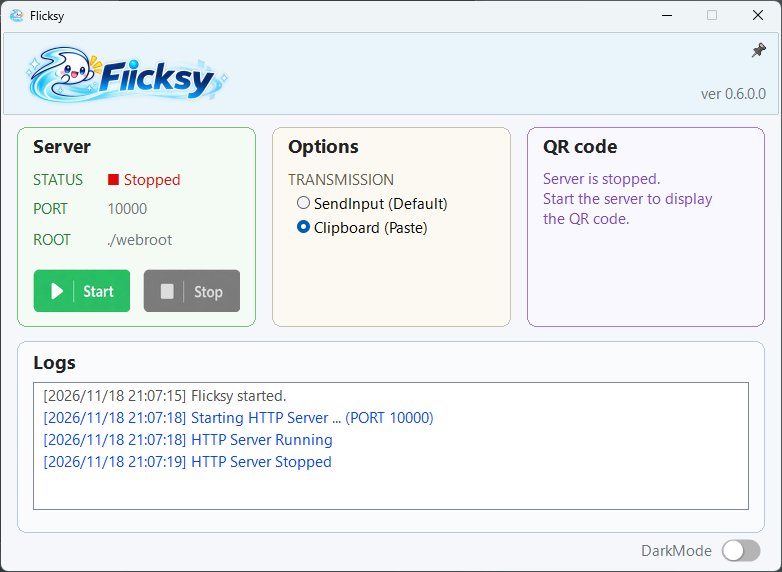 Flicksy
Flicksy
ver 0.6.0.0
Server
STATUS Stopped
PORT 10000
ROOT ./webroot
Start Stop
Options
TRANSMISSION
SendInput (Default)
Clipboard (Paste)
QR code
Server is stopped.
Start the server to display
the QR code.
Logs
[2026/11/18 21:07:15] Flicksy started.
[2026/11/18 21:07:18] Starting HTTP Server ... (PORT 10000)
[2026/11/18 21:07:18] HTTP Server Running
[2026/11/18 21:07:19] HTTP Server Stopped
DarkMode